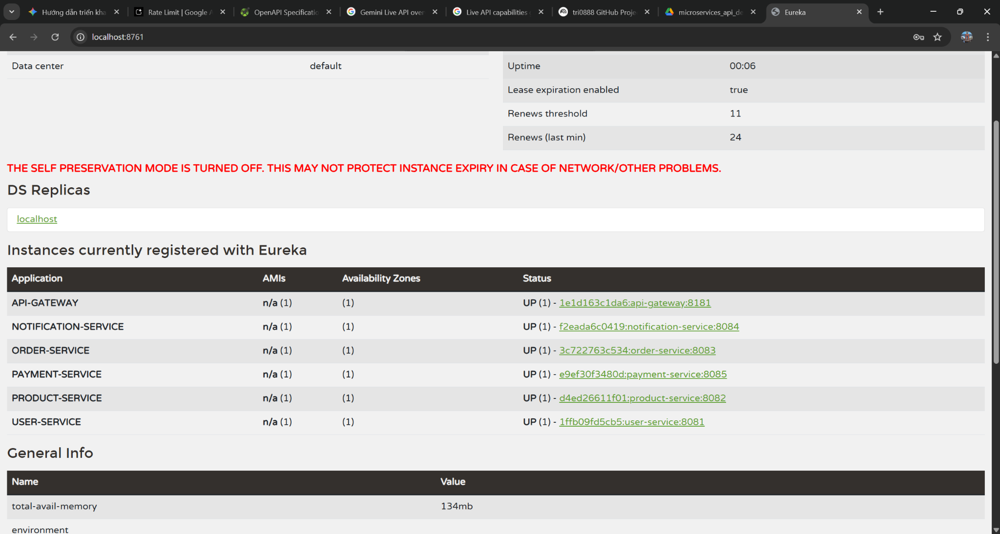 Hướng dẫn triển kha
Rate Limit | Google A
OpenAPI Specificatio
Gemini Live API over
Live API capabilities g
tri0888 GitHub Proje
microservices_api_de
Eureka
localhost:8761
Data center default
Uptime 00:06
Lease expiration enabled true
Renews threshold 11
Renews (last min) 24
THE SELF PRESERVATION MODE IS TURNED OFF. THIS MAY NOT PROTECT INSTANCE EXPIRY IN CASE OF NETWORK/OTHER PROBLEMS.
DS Replicas
localhost
Instances currently registered with Eureka
Application AMIs Availability Zones Status
API-GATEWAY n/a (1) (1) UP (1) - 1e1d163c1da6:api-gateway:8181
NOTIFICATION-SERVICE n/a (1) (1) UP (1) - f2eada6c0419:notification-service:8084
ORDER-SERVICE n/a (1) (1) UP (1) - 3c722763c534:order-service:8083
PAYMENT-SERVICE n/a (1) (1) UP (1) - e9ef30f3480d:payment-service:8085
PRODUCT-SERVICE n/a (1) (1) UP (1) - d4ed26611f01:product-service:8082
USER-SERVICE n/a (1) (1) UP (1) - 1ffb09fd5cb5:user-service:8081
General Info
Name Value
total-avail-memory 134mb
environment